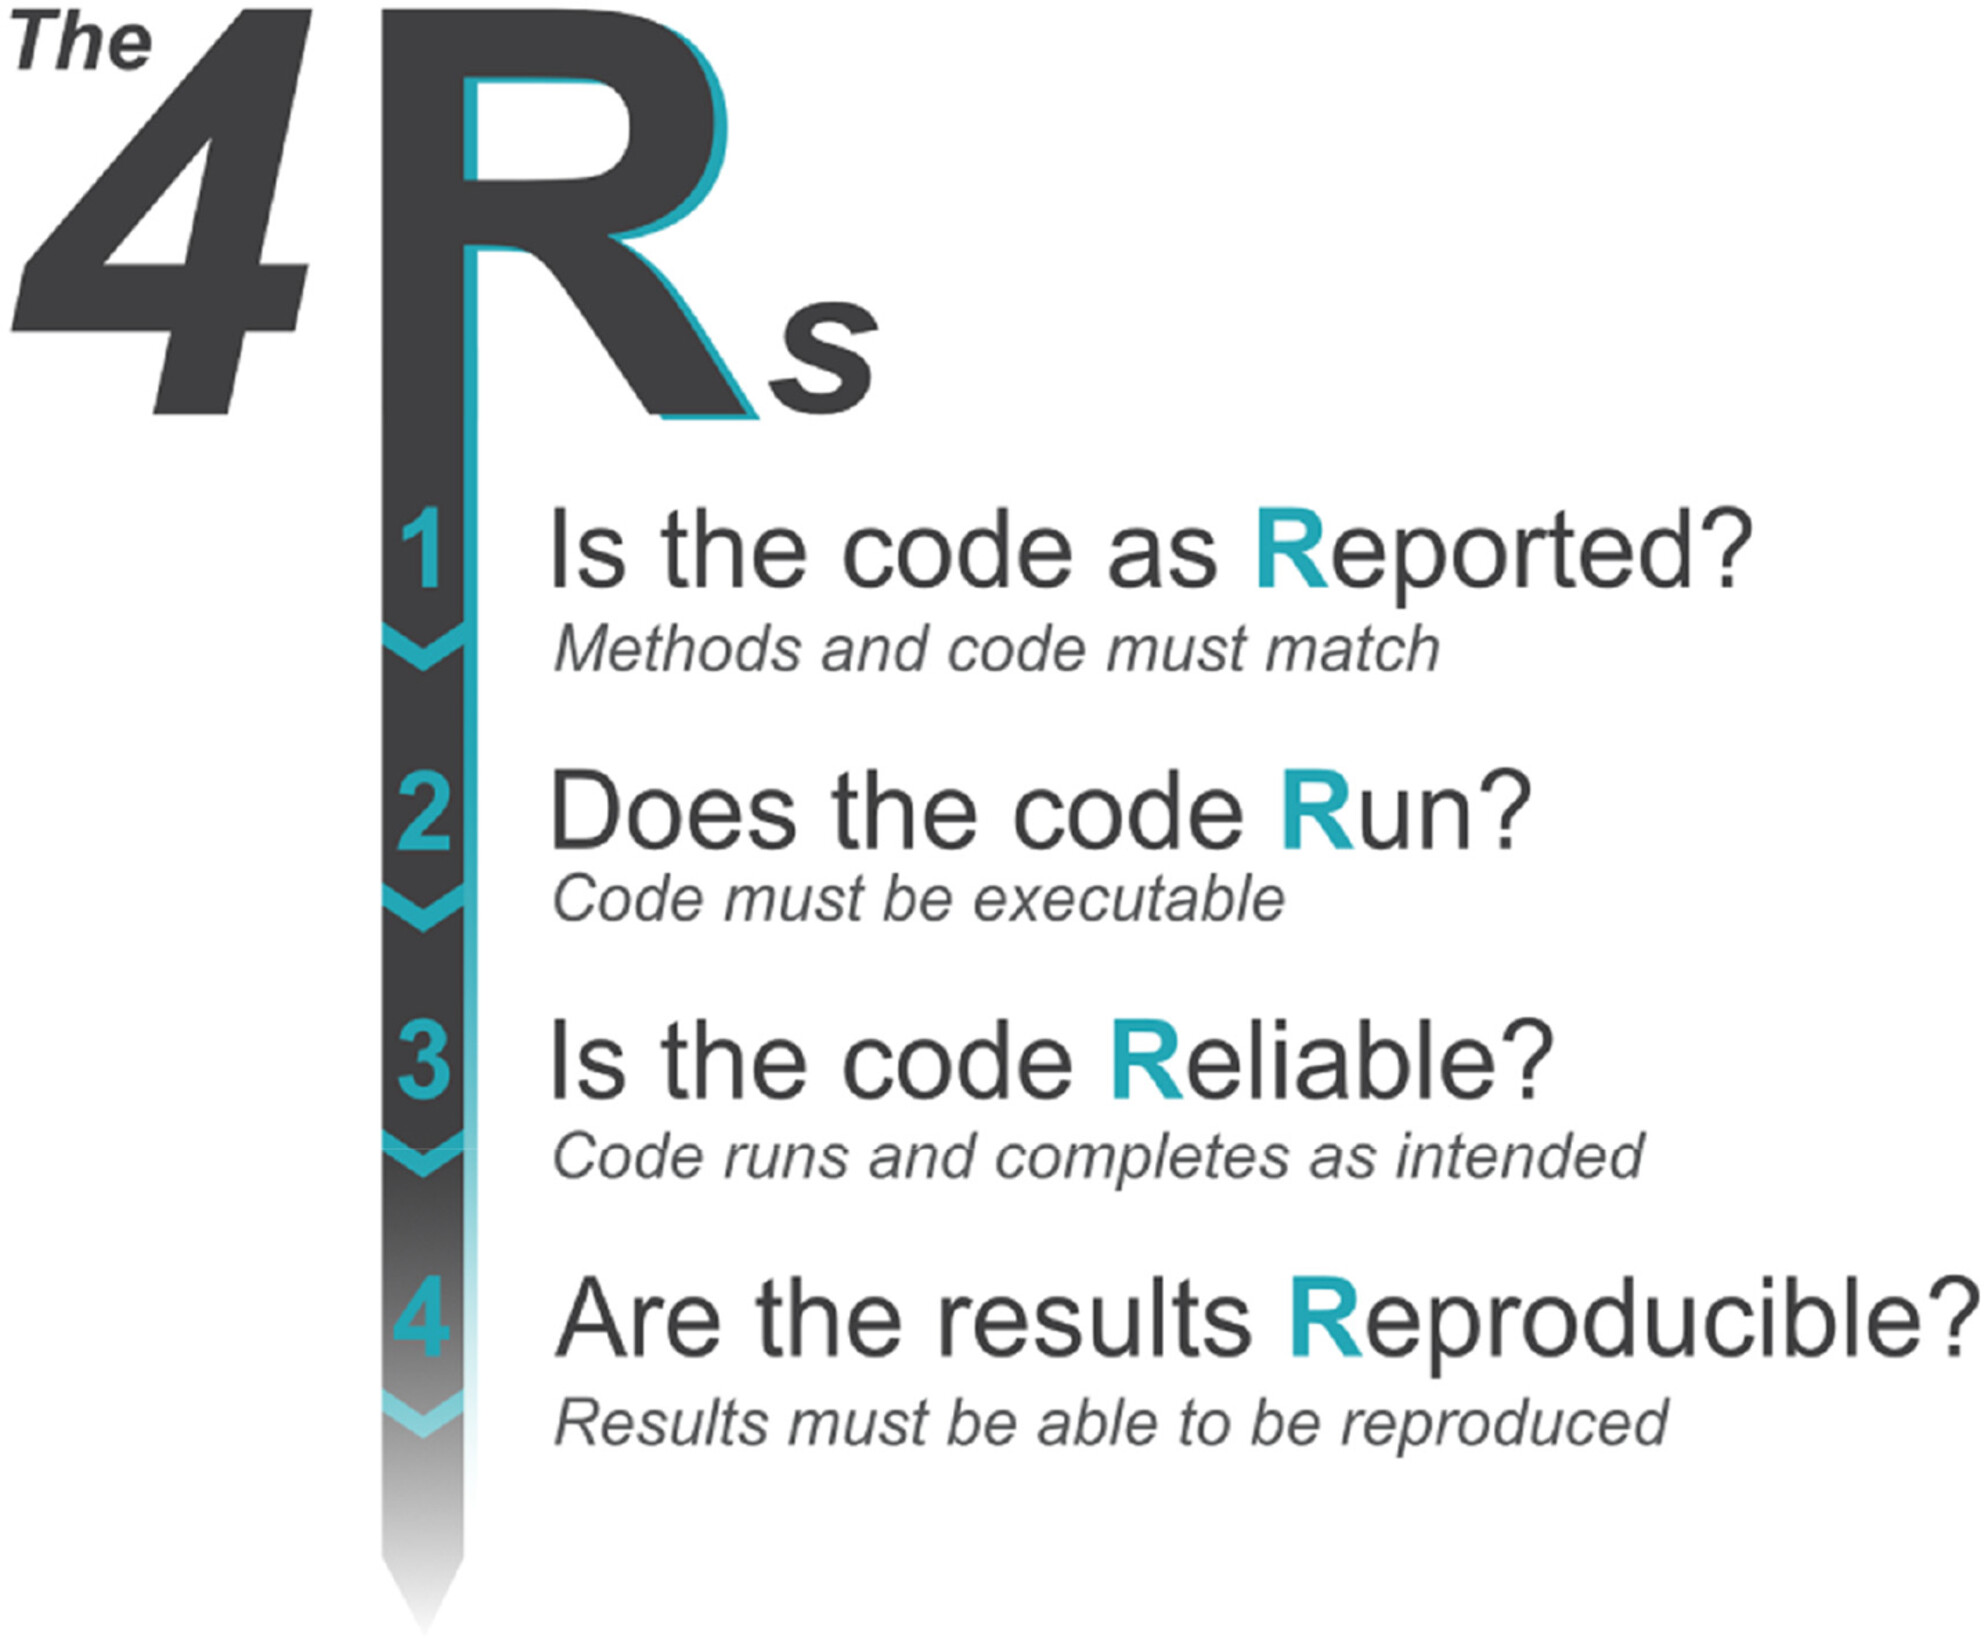 The
4Rs
1 Is the code as Reported?
Methods and code must match
2 Does the code Run?
Code must be executable
3 Is the code Reliable?
Code runs and completes as intended
4 Are the results Reproducible?
Results must be able to be reproduced